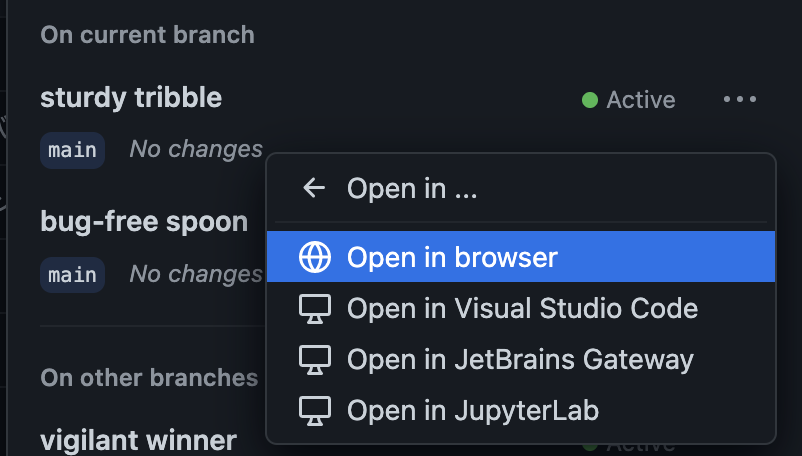 On current branch
sturdy tribble
Active
main No changes
Open in ...
bug-free spoon
Open in browser
main No changes
Open in Visual Studio Code
Open in JetBrains Gateway
On other branches
Open in JupyterLab
vigilant winner
Active